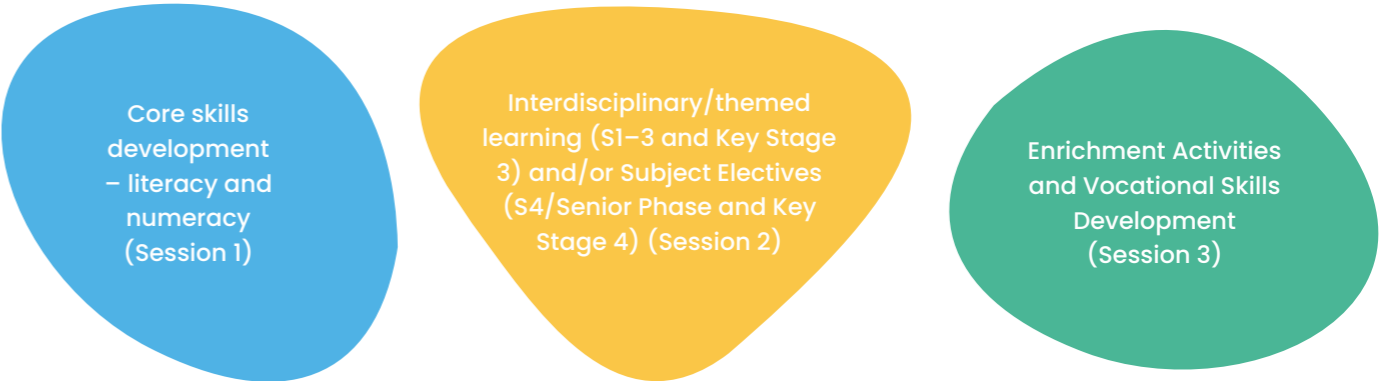 Core skills
development
– literacy and
numeracy
(Session 1)
Interdisciplinary/themed
learning (S1–3 and Key Stage
3) and/or Subject Electives
(S4/Senior Phase and Key
Stage 4) (Session 2)
Enrichment Activities
and Vocational Skills
Development
(Session 3)